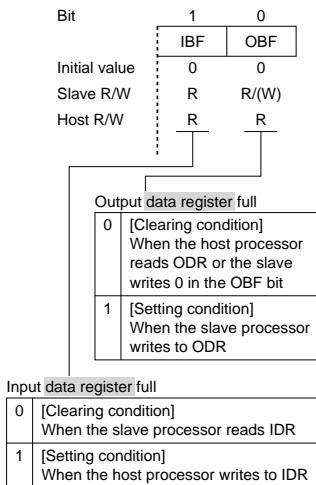 Bit 1 0
IBF OBF
Initial value 0 0
Slave R/W R R/(W)
Host R/W R R
Output data register full
0 [Clearing condition]
When the host processor
reads ODR or the slave
writes 0 in the OBF bit
1 [Setting condition]
When the slave processor
writes to ODR
Input data register full
0 [Clearing condition]
When the slave processor reads IDR
1 [Setting condition]
When the host processor writes to IDR